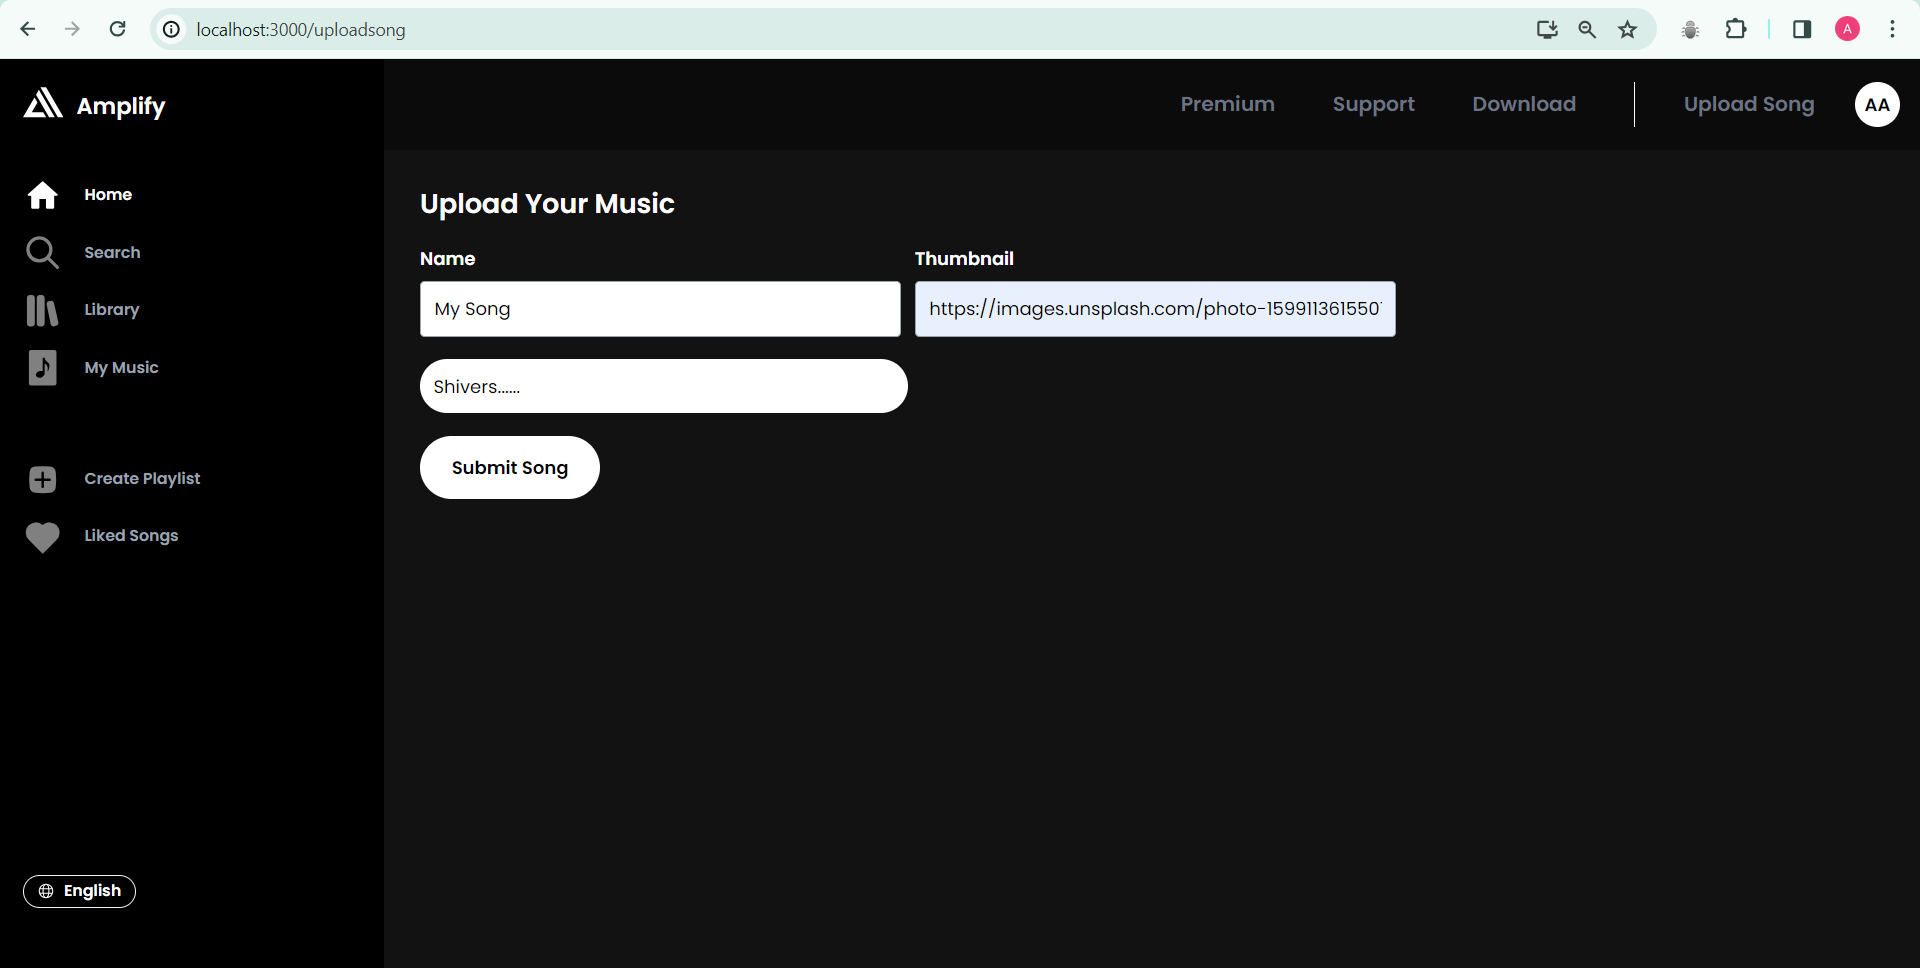 localhost:3000/uploadsong
A
Amplify
Premium
Support
Download
Upload Song
AA
Home
Search
Library
My Music
Create Playlist
Liked Songs
English
Upload Your Music
Name
Thumbnail
My Song
https://images.unsplash.com/photo-1599113615507
Shivers......
Submit Song